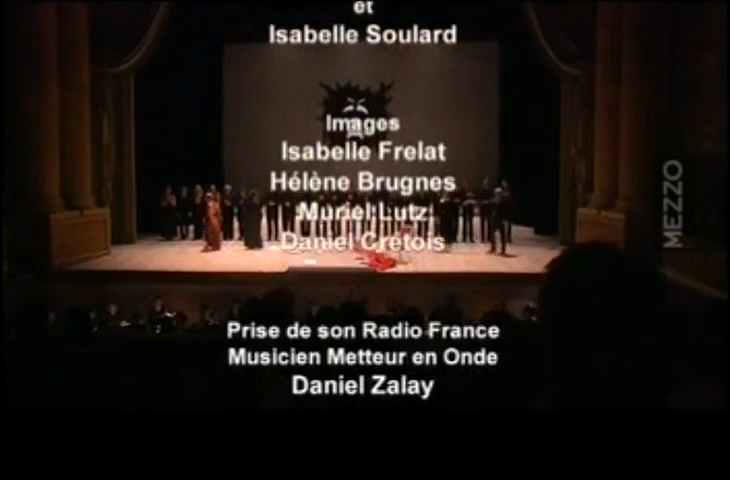 et
Isabelle Soulard
Images
Isabelle Frelat
Hélène Brugnes
Muriel Lutz
Daniel Crétois
Prise de son Radio France
Musicien Metteur en Onde
Daniel Zalay
MEZZO